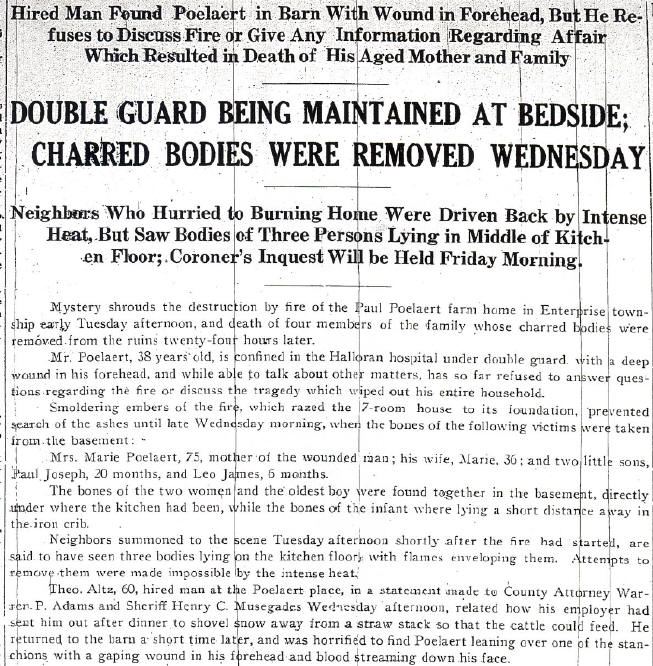 Hired Man Found Poelaert in Barn With Wound in Forehead, But He Re-
fuses to Discuss Fire or Give Any Information Regarding Affair
Which Resulted in Death of His Aged Mother and Family
DOUBLE GUARD BEING MAINTAINED AT BEDSIDE;
CHARRED BODIES WERE REMOVED WEDNESDAY
Neighbors Who Hurried to Burning Home Were Driven Back by Intense
Heat, But Saw Bodies of Three Persons Lying in Middle of Kitch-
en Floor; Coroner's Inquest Will be Held Friday Morning.
Mystery shrouds the destruction by fire of the Paul Poelaert farm home in Enterprise town-
ship early Tuesday afternoon, and death of four members of the family whose charred bodies were
removed from the ruins twenty-four hours later.
Mr. Poelaert, 38 years old, is confined in the Halloran hospital under double guard with a deep
wound in his forehead, and while able to talk about other matters, has so far refused to answer ques-
tions regarding the fire or discuss the tragedy which wiped out his entire household.
Smoldering embers of the fire, which razed the 7-room house to its foundation, prevented
search of the ashes until late Wednesday morning, when the bones of the following victims were taken
from the basement: -
Mrs. Marie Poelaert, 75, mother of the wounded man; his wife, Marie, 36; and two little sons,
Paul Joseph, 20 months, and Leo James, 6 months.
The bones of the two women and the oldest boy were found together in the basement, directly
under where the kitchen had been, while the bones of the infant where lying a short distance away in
the iron crib.
Neighbors summoned to the scene Tuesday afternoon shortly after the fire had started, are
said to have seen three bodies lying on the kitchen floor, with flames enveloping them. Attempts to
remove them were made impossible by the intense heat.
Theo. Altz, 60, hired man at the Poelaert place, in a statement made to County Attorney War-
ren P. Adams and Sheriff Henry C. Musegades Wednesday afternoon, related how his employer had
sent him out after dinner to shovel snow away from a straw stack so that the cattle could feed. He
returned to the barn a short time later, and was horrified to find Poelaert leaning over one of the stan-
chions with a gaping wound in his forehead and blood streaming down his face.